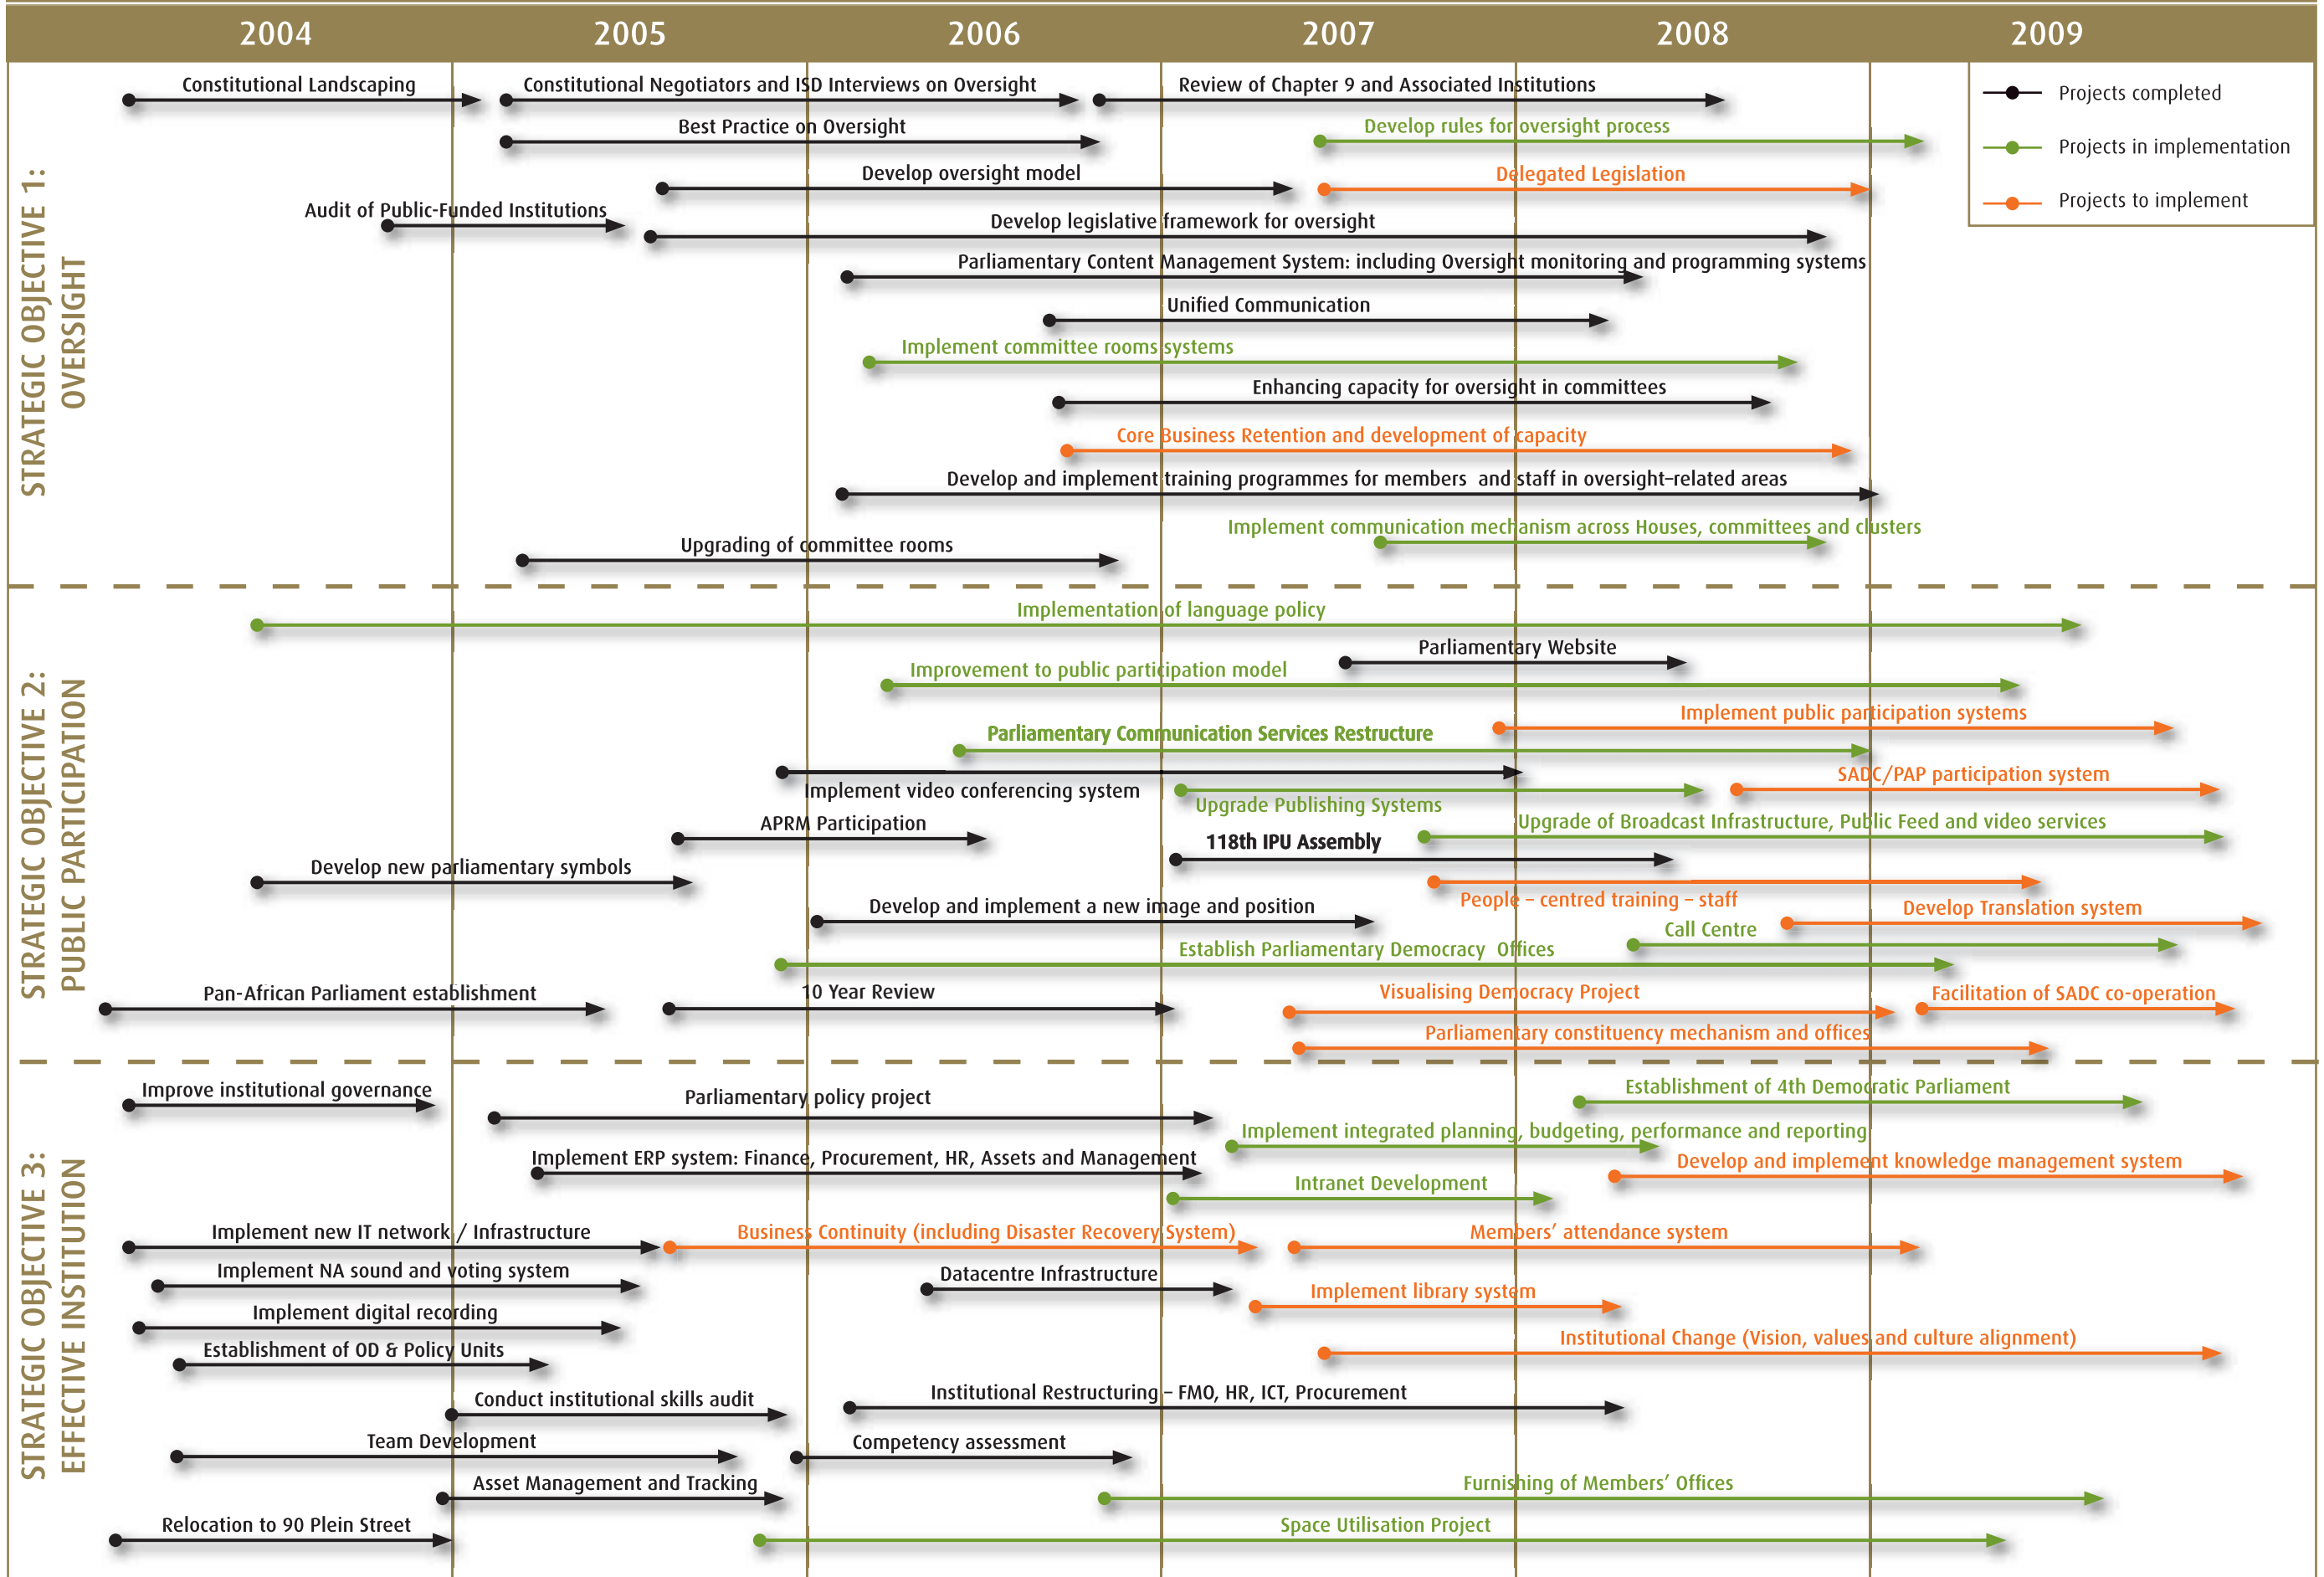 2004 2005 2006 2007 2008 2009
Projects completed
Projects in implementation
Projects to implement
STRATEGIC OBJECTIVE 1:
OVERSIGHT
Constitutional Landscaping
Constitutional Negotiators and ISD Interviews on Oversight
Review of Chapter 9 and Associated Institutions
Best Practice on Oversight
Develop rules for oversight process
Develop oversight model
Delegated Legislation
Audit of Public-Funded Institutions
Develop legislative framework for oversight
Parliamentary Content Management System: including Oversight monitoring and programming systems
Unified Communication
Implement committee rooms systems
Enhancing capacity for oversight in committees
Core Business Retention and development of capacity
Develop and implement training programmes for members and staff in oversight-related areas
Implement communication mechanism across Houses, committees and clusters
Upgrading of committee rooms
STRATEGIC OBJECTIVE 2:
PUBLIC PARTICIPATION
Implementation of language policy
Parliamentary Website
Improvement to public participation model
Implement public participation systems
Parliamentary Communication Services Restructure
SADC/PAP participation system
Implement video conferencing system
Upgrade Publishing Systems
APRM Participation
Upgrade of Broadcast Infrastructure, Public Feed and video services
118th IPU Assembly
Develop new parliamentary symbols
People – centred training – staff
Develop and implement a new image and position
Develop Translation system
Call Centre
Establish Parliamentary Democracy Offices
Pan-African Parliament establishment
10 Year Review
Visualising Democracy Project
Facilitation of SADC co-operation
Parliamentary constituency mechanism and offices
STRATEGIC OBJECTIVE 3:
EFFECTIVE INSTITUTION
Improve institutional governance
Parliamentary policy project
Establishment of 4th Democratic Parliament
Implement integrated planning, budgeting, performance and reporting
Implement ERP system: Finance, Procurement, HR, Assets and Management
Develop and implement knowledge management system
Intranet Development
Implement new IT network / Infrastructure
Business Continuity (including Disaster Recovery System)
Members’ attendance system
Implement NA sound and voting system
Datacentre Infrastructure
Implement library system
Implement digital recording
Institutional Change (Vision, values and culture alignment)
Establishment of OD & Policy Units
Conduct institutional skills audit
Institutional Restructuring – FMO, HR, ICT, Procurement
Team Development
Competency assessment
Asset Management and Tracking
Furnishing of Members’ Offices
Relocation to 90 Plein Street
Space Utilisation Project